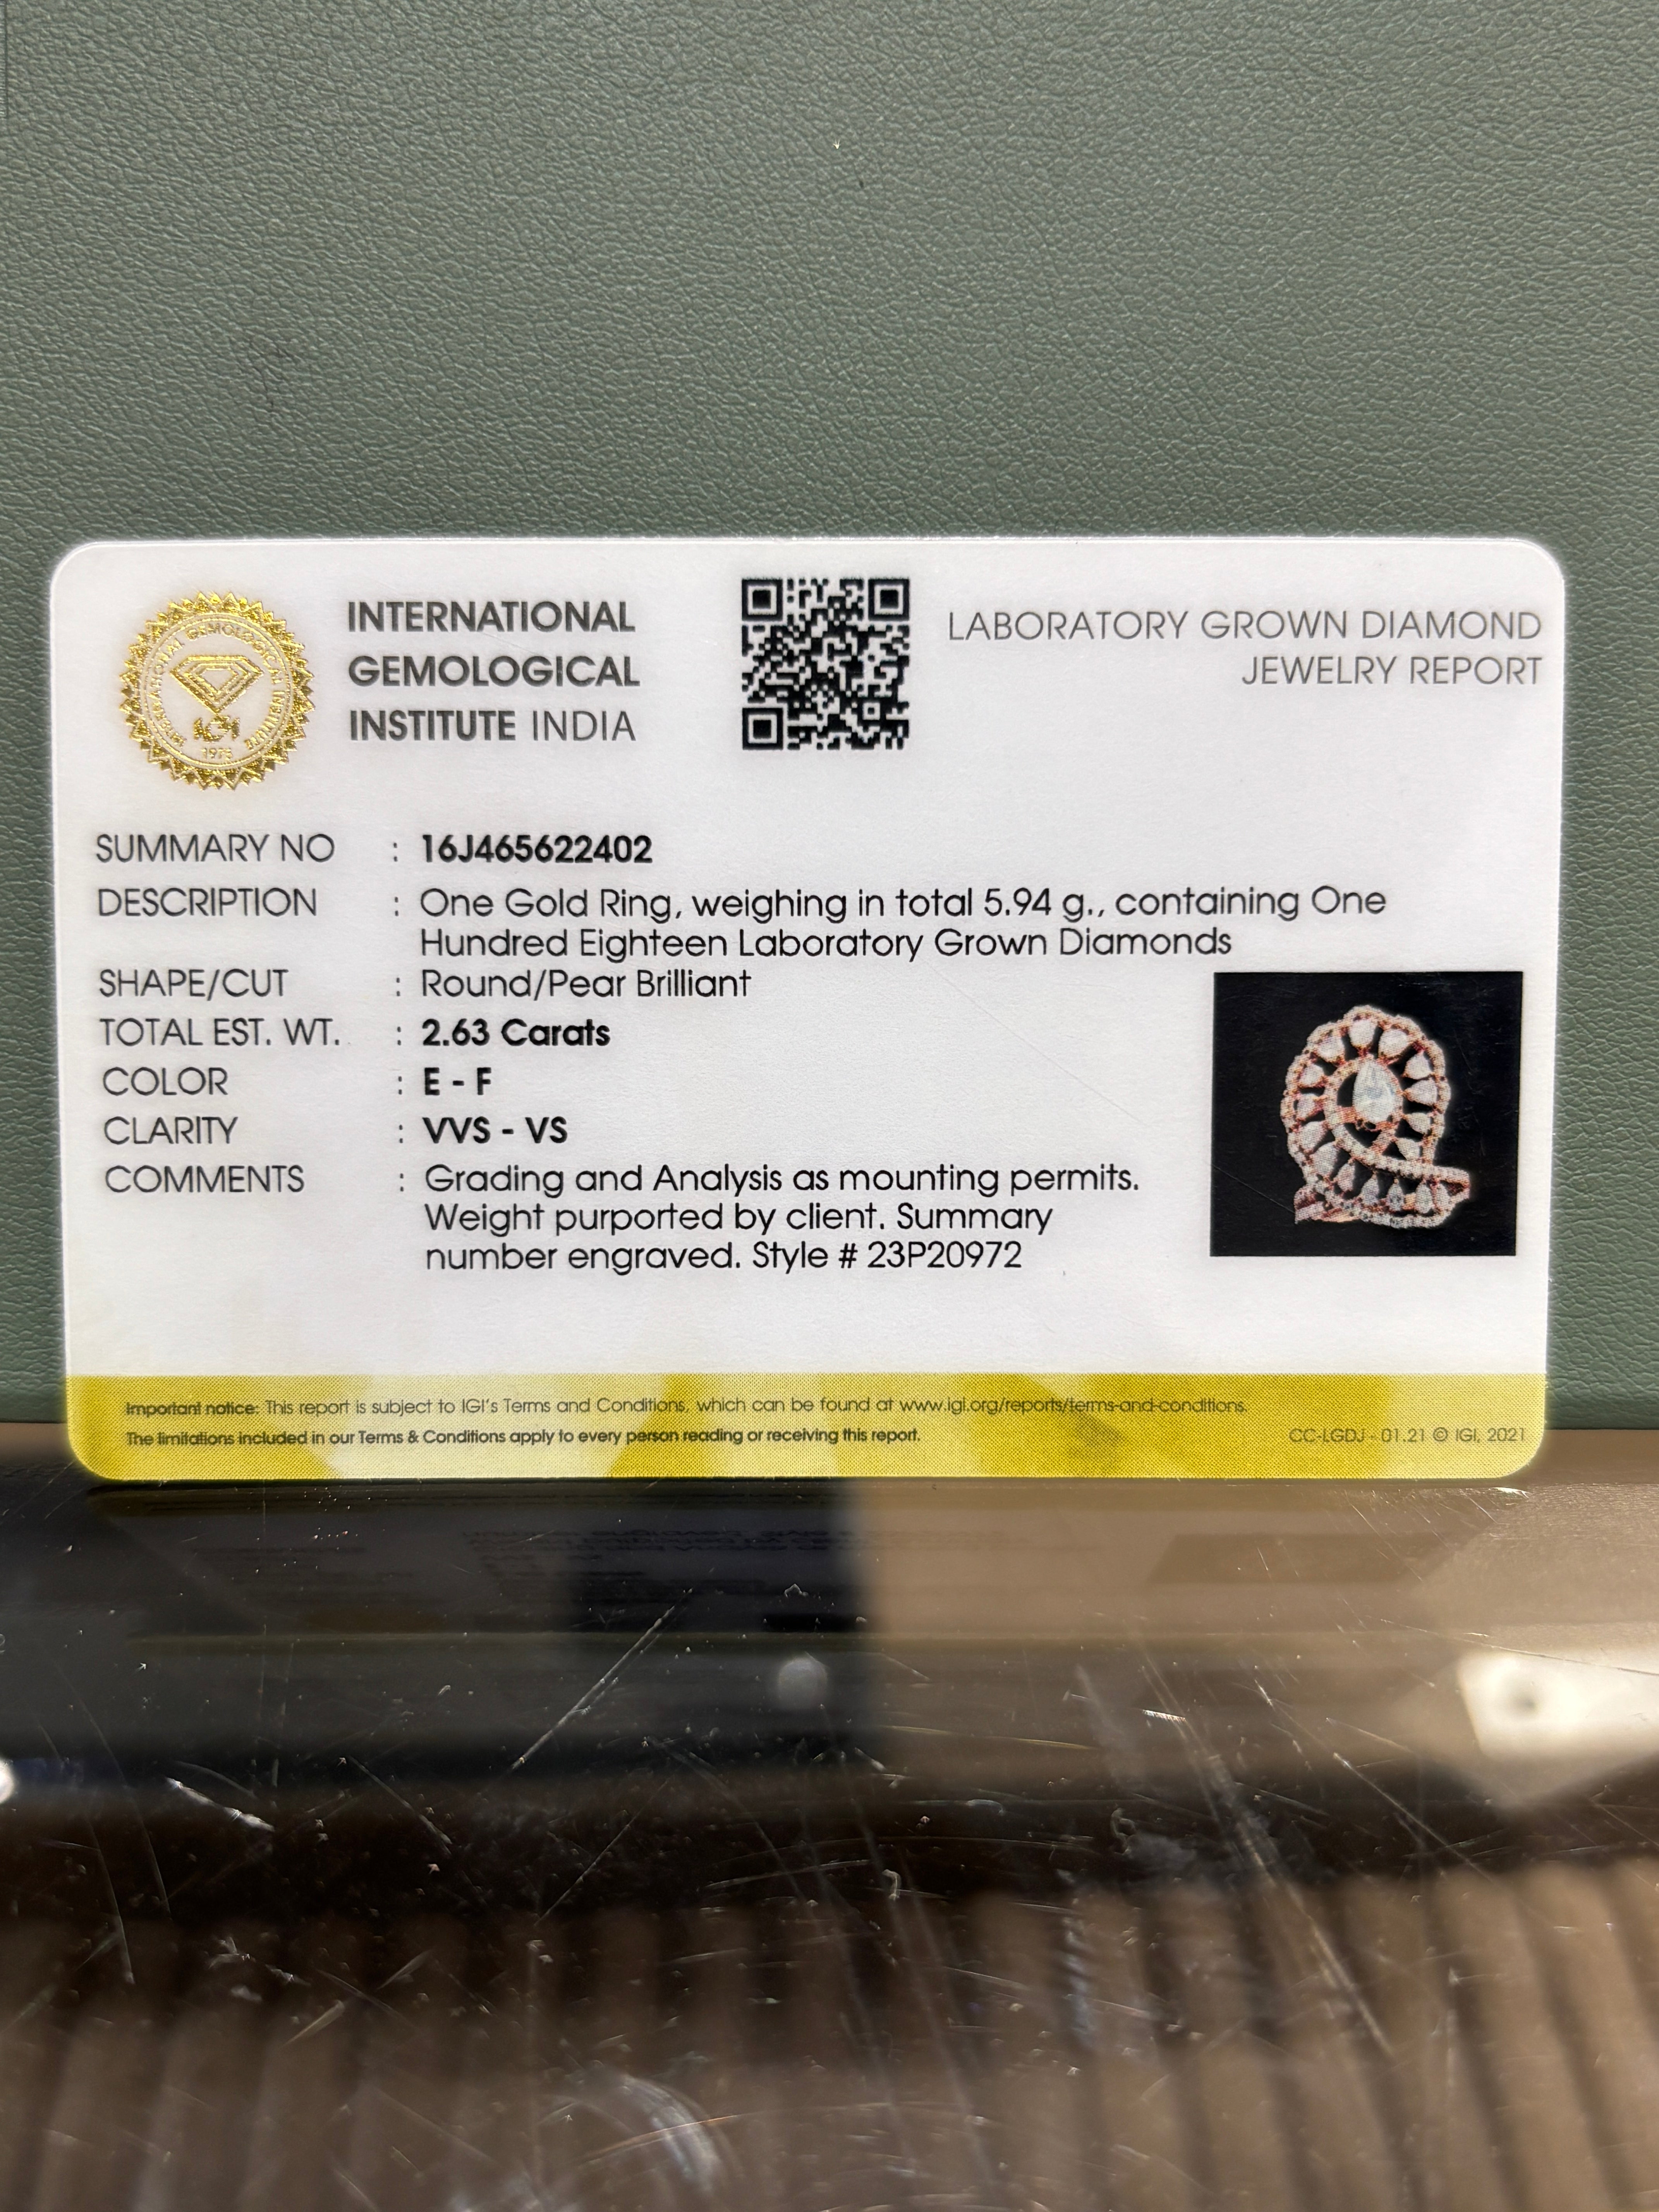 INTERNATIONAL
GEMOLOGICAL
INSTITUTE INDIA
INTERNATIONAL GEMOLOGICAL INSTITUTE
IGI
1975
LABORATORY GROWN DIAMOND
JEWELRY REPORT
SUMMARY NO : 16J465622402
DESCRIPTION : One Gold Ring, weighing in total 5.94 g., containing One
Hundred Eighteen Laboratory Grown Diamonds
SHAPE/CUT : Round/Pear Brilliant
TOTAL EST. WT. : 2.63 Carats
COLOR : E - F
CLARITY : VVS - VS
COMMENTS : Grading and Analysis as mounting permits.
Weight purported by client. Summary
number engraved. Style # 23P20972
Important notice: This report is subject to IGI's Terms and Conditions, which can be found at www.igi.org/reports/terms-and-conditions.
The limitations included in our Terms & Conditions apply to every person reading or receiving this report.
CC-LGDJ - 01.21 © IGI, 2021